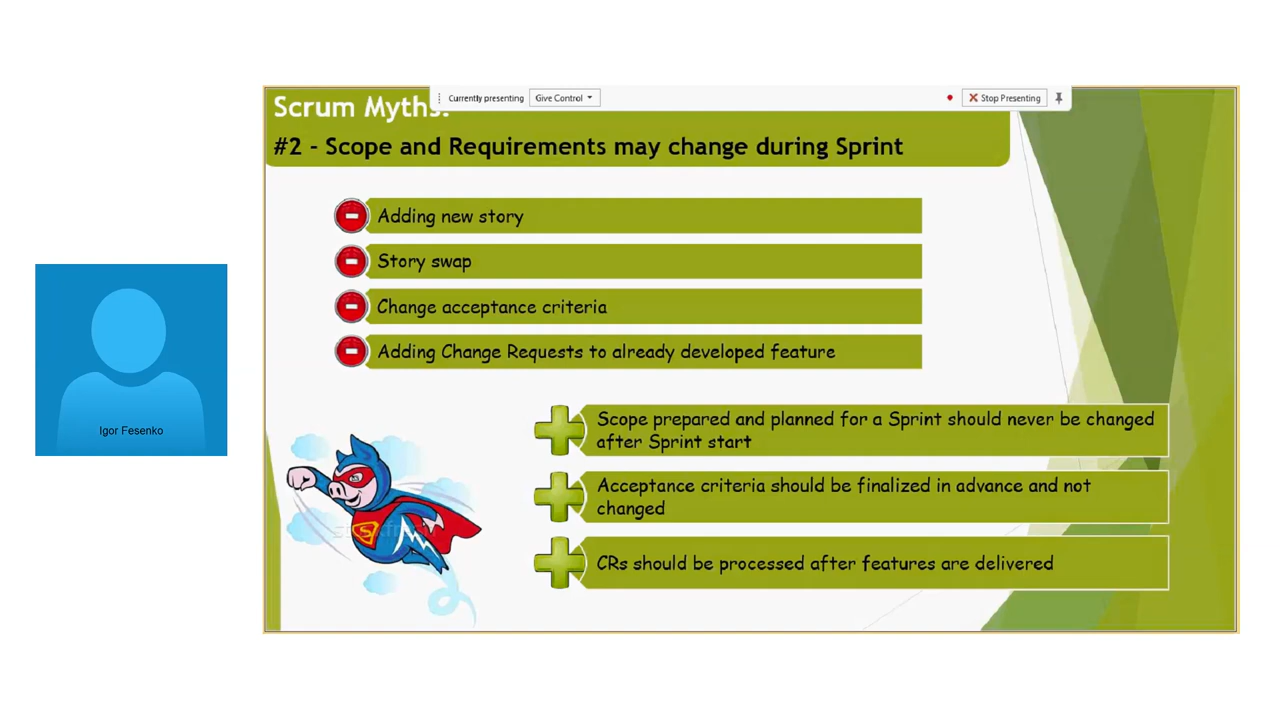 Currently presenting
Give Control
Stop Presenting
Scrum Myths:
#2 - Scope and Requirements may change during Sprint
Adding new story
Story swap
Change acceptance criteria
Adding Change Requests to already developed feature
Scope prepared and planned for a Sprint should never be changed
after Sprint start
Acceptance criteria should be finalized in advance and not
changed
CRs should be processed after features are delivered
S
Igor Fesenko